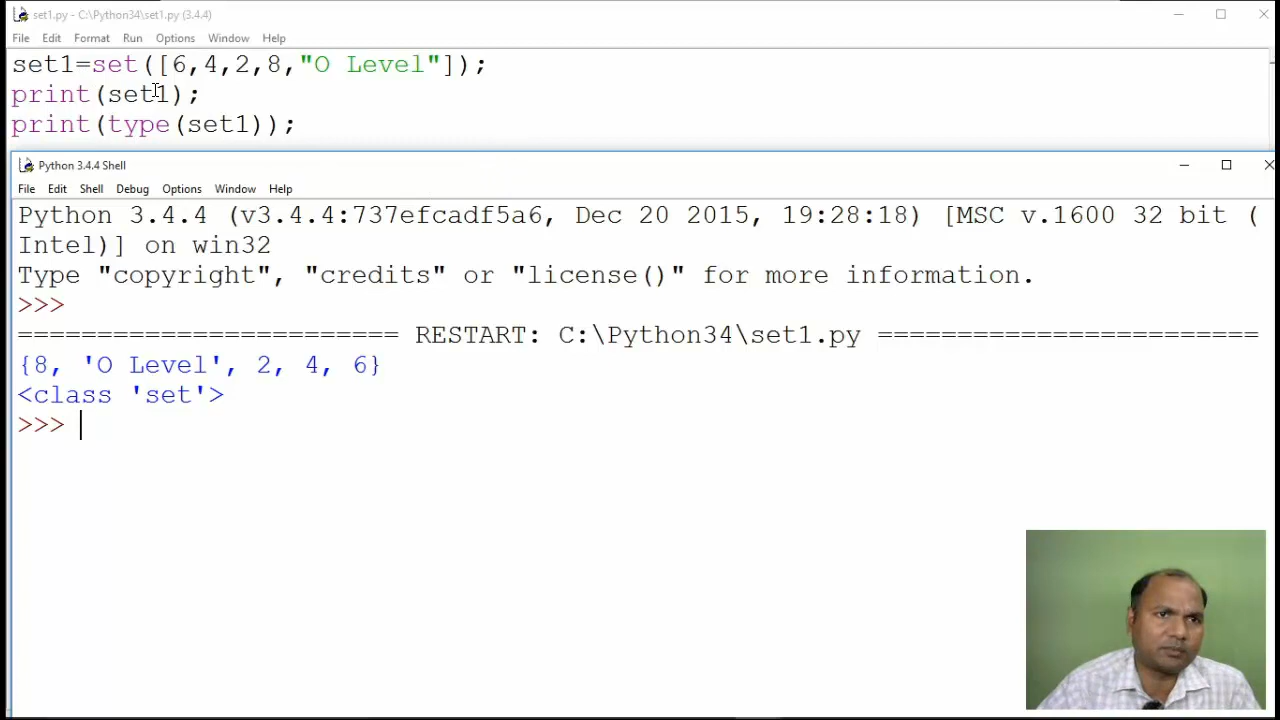 set1.py - C:\Python34\set1.py (3.4.4)
File Edit Format Run Options Window Help
set1=set([6,4,2,8,"O Level"]);
print(set1);
print(type(set1));
Python 3.4.4 Shell
File Edit Shell Debug Options Window Help
Python 3.4.4 (v3.4.4:737efcadf5a6, Dec 20 2015, 19:28:18) [MSC v.1600 32 bit (
Intel)] on win32
Type "copyright", "credits" or "license()" for more information.
>>>
======================== RESTART: C:\Python34\set1.py ========================
{8, 'O Level', 2, 4, 6}
<class 'set'>
>>>